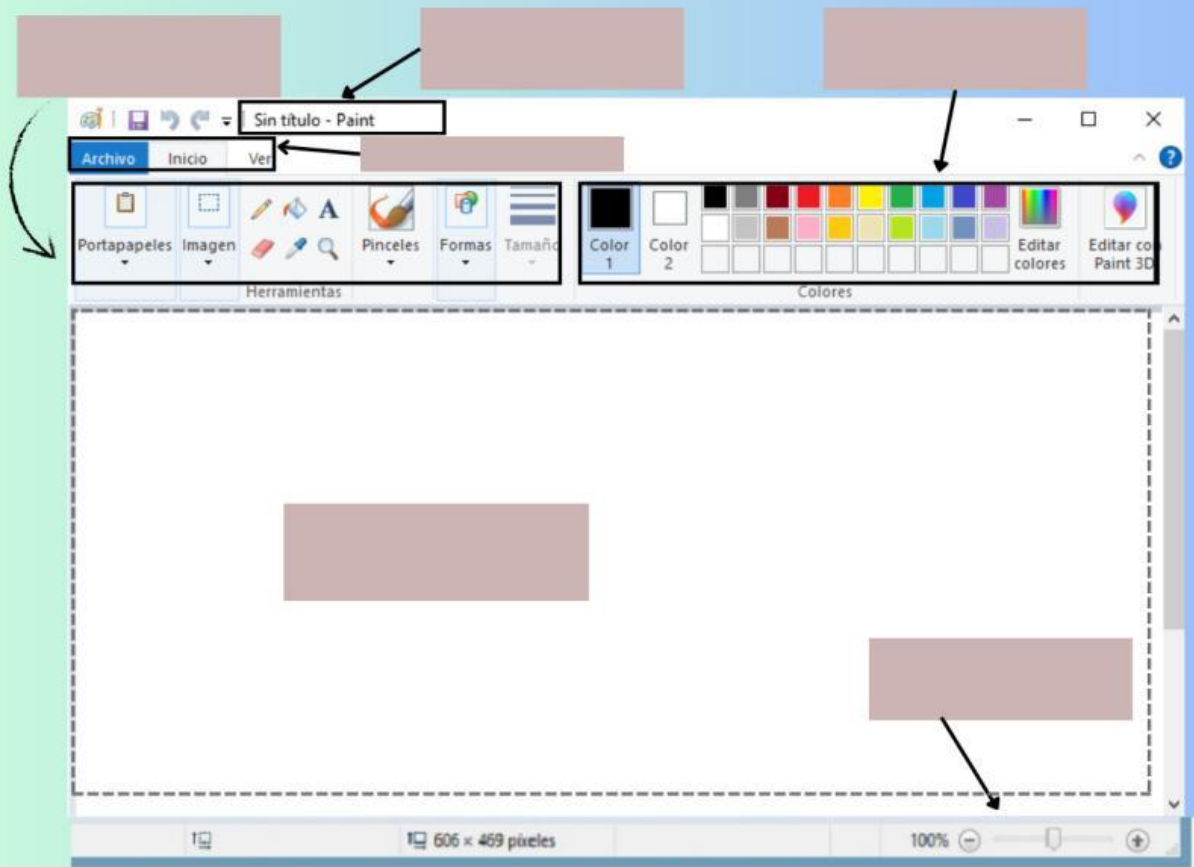 Sin título - Paint
Archivo Inicio Ver
Portapapeles Imagen A Pinceles Formas Tamaño Color 1 Color 2 Editar colores Editar con Paint 3D
Herramientas Colores
606 × 469 píxeles 100%